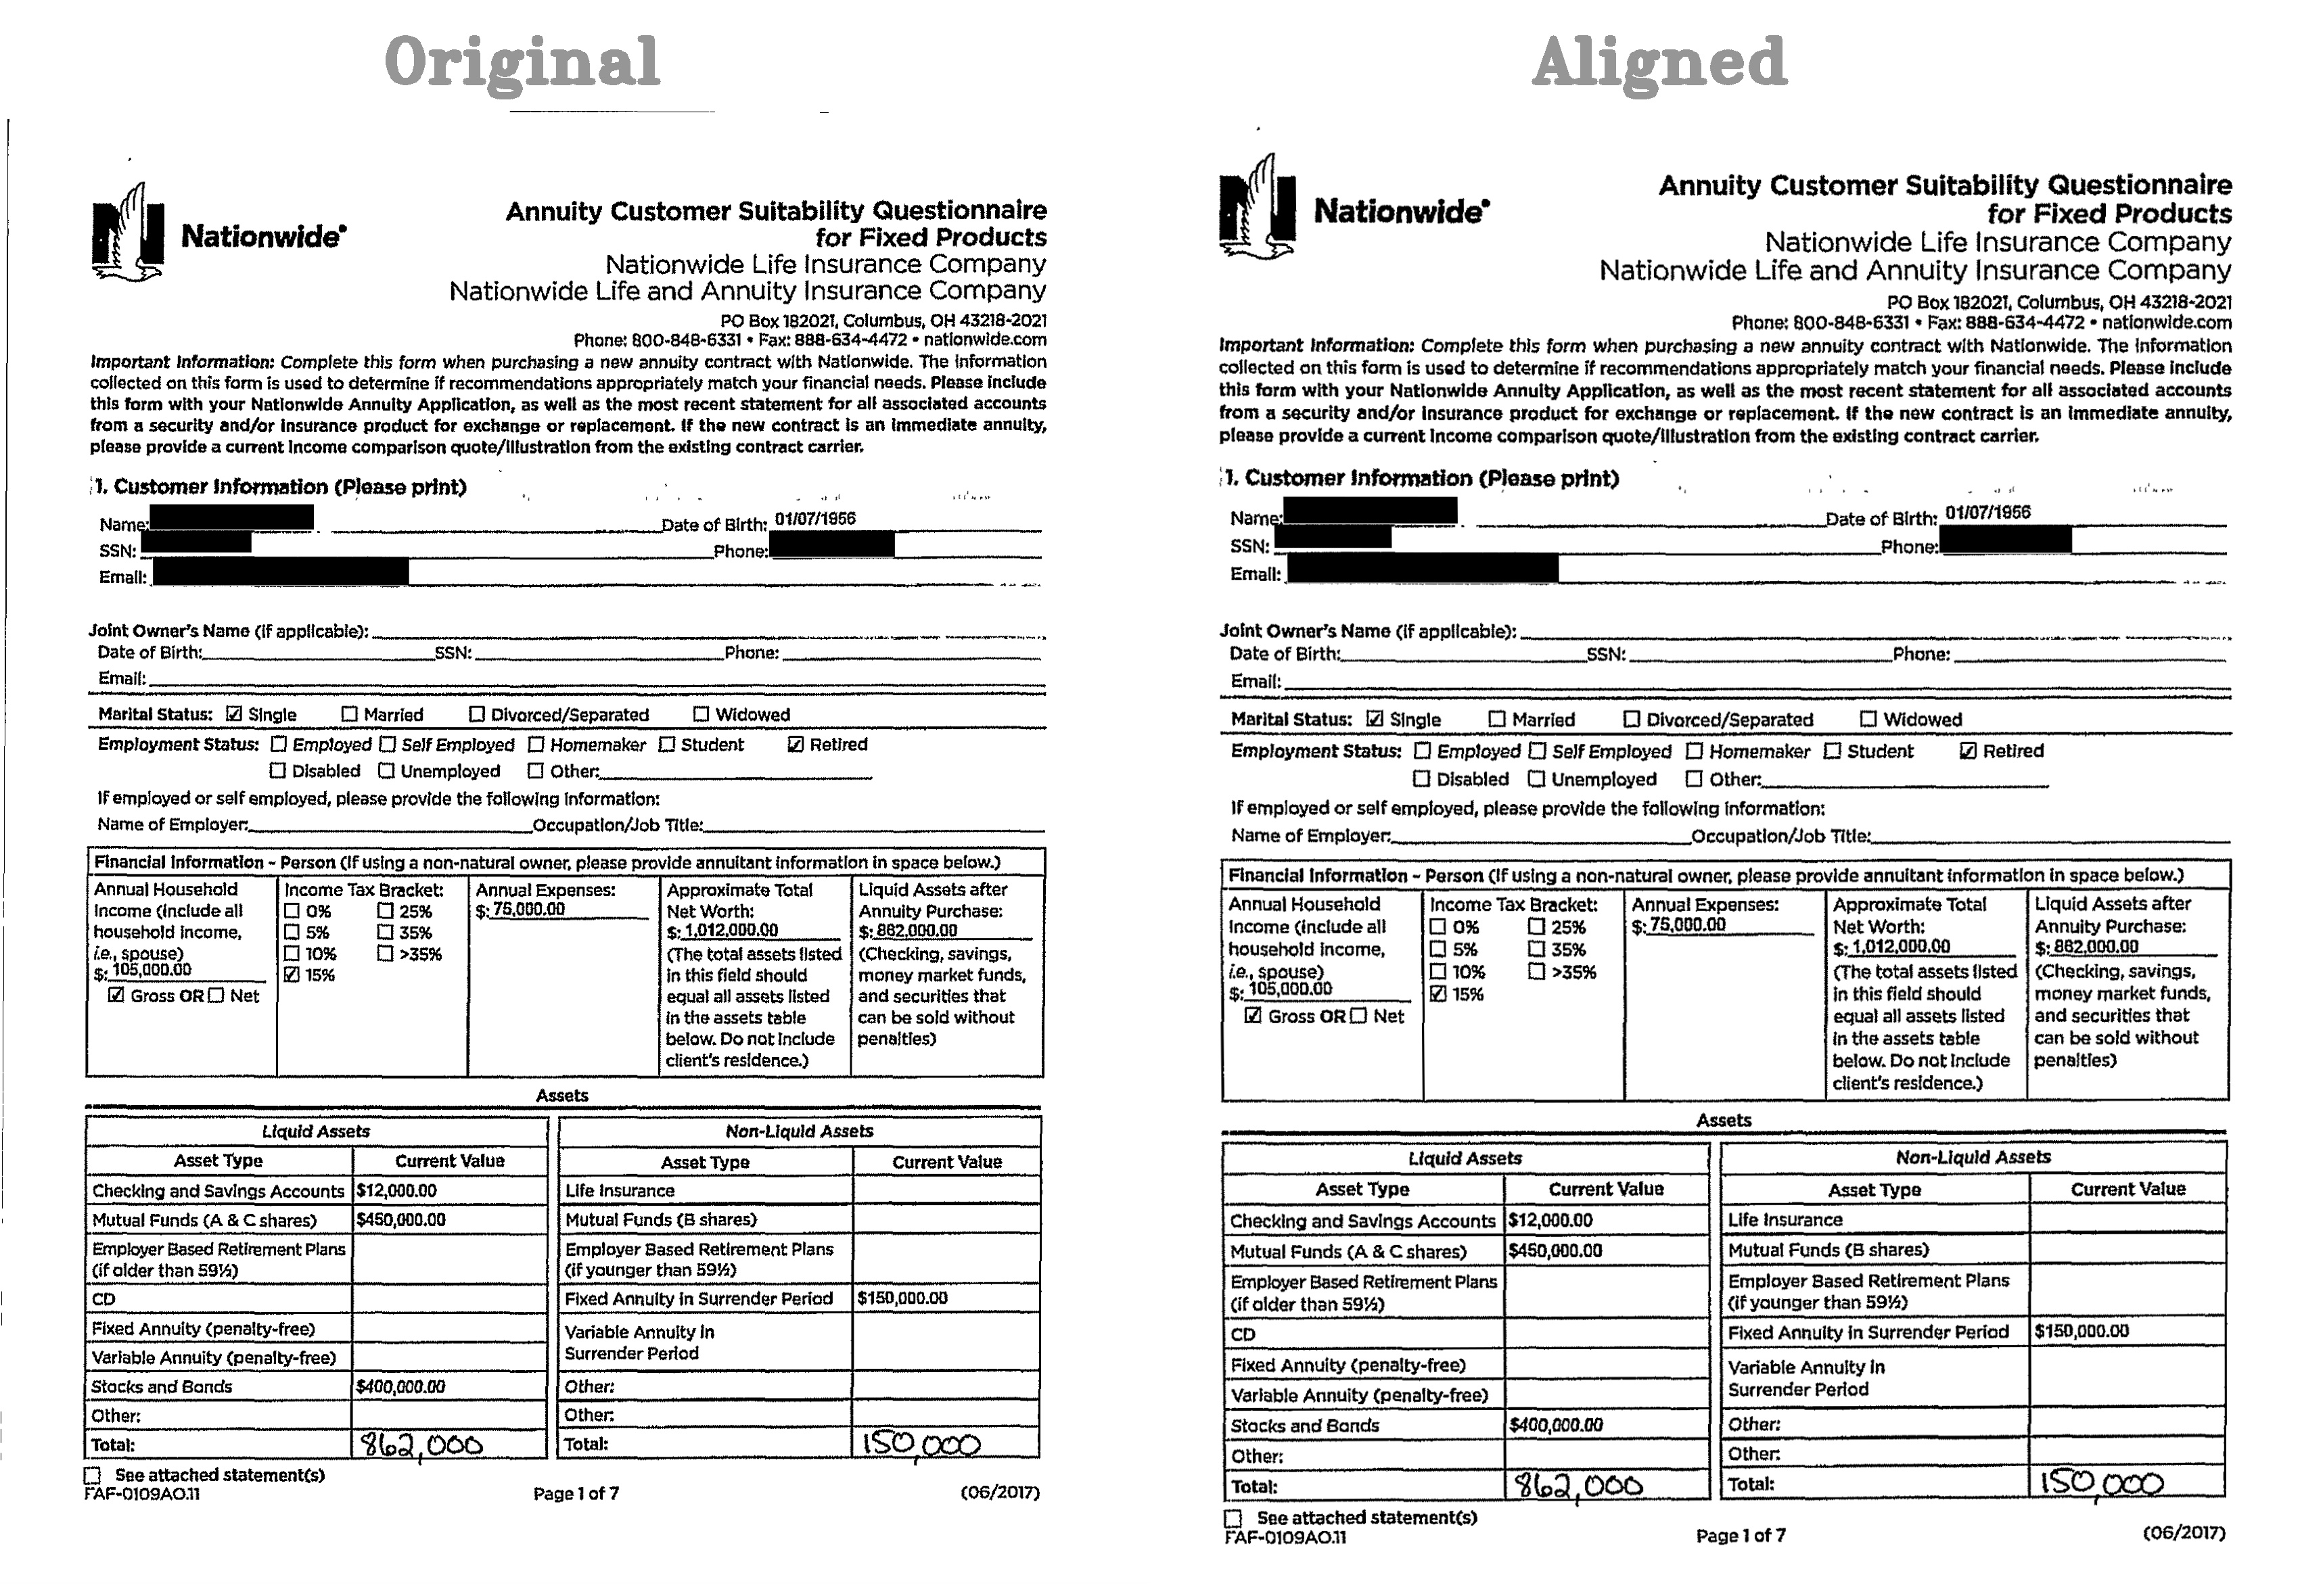 Original
Nationwide®
Annuity Customer Suitability Questionnaire
for Fixed Products
Nationwide Life Insurance Company
Nationwide Life and Annuity Insurance Company
PO Box 182021, Columbus, OH 43218-2021
Phone: 800-848-6331 • Fax: 888-634-4472 • nationwide.com
Important Information: Complete this form when purchasing a new annuity contract with Nationwide. The information
collected on this form is used to determine if recommendations appropriately match your financial needs. Please include
this form with your Nationwide Annuity Application, as well as the most recent statement for all associated accounts
from a security and/or insurance product for exchange or replacement. If the new contract is an immediate annuity,
please provide a current income comparison quote/illustration from the existing contract carrier.
1. Customer Information (Please print)
Name: Date of Birth: 01/07/1956
SSN: Phone:
Email:
Joint Owner's Name (if applicable):
Date of Birth: SSN: Phone:
Email:
Marital Status: ☑ Single ☐ Married ☐ Divorced/Separated ☐ Widowed
Employment Status: ☐ Employed ☐ Self Employed ☐ Homemaker ☐ Student ☑ Retired
☐ Disabled ☐ Unemployed ☐ Other:
If employed or self employed, please provide the following information:
Name of Employer: Occupation/Job Title:
Financial Information - Person (If using a non-natural owner, please provide annuitant information in space below.)
Annual Household
Income (include all
household income,
i.e., spouse)
$: 105,000.00
☑ Gross OR ☐ Net
Income Tax Bracket:
☐ 0% ☐ 25%
☐ 5% ☐ 35%
☐ 10% ☐ >35%
☑ 15%
Annual Expenses:
$: 75,000.00
Approximate Total
Net Worth:
$: 1,012,000.00
(The total assets listed
in this field should
equal all assets listed
in the assets table
below. Do not include
client's residence.)
Liquid Assets after
Annuity Purchase:
$: 862,000.00
(Checking, savings,
money market funds,
and securities that
can be sold without
penalties)
Assets
Liquid Assets
Asset Type Current Value
Checking and Savings Accounts $12,000.00
Mutual Funds (A & C shares) $450,000.00
Employer Based Retirement Plans
(if older than 59½)
CD
Fixed Annuity (penalty-free)
Variable Annuity (penalty-free)
Stocks and Bonds $400,000.00
Other:
Total: 862,000
Non-Liquid Assets
Asset Type Current Value
Life Insurance
Mutual Funds (B shares)
Employer Based Retirement Plans
(if younger than 59½)
Fixed Annuity in Surrender Period $150,000.00
Variable Annuity in
Surrender Period
Other:
Other:
Total: 150,000
☐ See attached statement(s)
FAF-0109AO.11 Page 1 of 7 (06/2017)
Aligned
Nationwide®
Annuity Customer Suitability Questionnaire
for Fixed Products
Nationwide Life Insurance Company
Nationwide Life and Annuity Insurance Company
PO Box 182021, Columbus, OH 43218-2021
Phone: 800-848-6331 • Fax: 888-634-4472 • nationwide.com
Important Information: Complete this form when purchasing a new annuity contract with Nationwide. The information
collected on this form is used to determine if recommendations appropriately match your financial needs. Please include
this form with your Nationwide Annuity Application, as well as the most recent statement for all associated accounts
from a security and/or insurance product for exchange or replacement. If the new contract is an immediate annuity,
please provide a current income comparison quote/illustration from the existing contract carrier.
1. Customer Information (Please print)
Name: Date of Birth: 01/07/1956
SSN: Phone:
Email:
Joint Owner's Name (if applicable):
Date of Birth: SSN: Phone:
Email:
Marital Status: ☑ Single ☐ Married ☐ Divorced/Separated ☐ Widowed
Employment Status: ☐ Employed ☐ Self Employed ☐ Homemaker ☐ Student ☑ Retired
☐ Disabled ☐ Unemployed ☐ Other:
If employed or self employed, please provide the following information:
Name of Employer: Occupation/Job Title:
Financial Information - Person (If using a non-natural owner, please provide annuitant information in space below.)
Annual Household
Income (include all
household income,
i.e., spouse)
$: 105,000.00
☑ Gross OR ☐ Net
Income Tax Bracket:
☐ 0% ☐ 25%
☐ 5% ☐ 35%
☐ 10% ☐ >35%
☑ 15%
Annual Expenses:
$: 75,000.00
Approximate Total
Net Worth:
$: 1,012,000.00
(The total assets listed
in this field should
equal all assets listed
in the assets table
below. Do not include
client's residence.)
Liquid Assets after
Annuity Purchase:
$: 862,000.00
(Checking, savings,
money market funds,
and securities that
can be sold without
penalties)
Assets
Liquid Assets
Asset Type Current Value
Checking and Savings Accounts $12,000.00
Mutual Funds (A & C shares) $450,000.00
Employer Based Retirement Plans
(if older than 59½)
CD
Fixed Annuity (penalty-free)
Variable Annuity (penalty-free)
Stocks and Bonds $400,000.00
Other:
Total: 862,000
Non-Liquid Assets
Asset Type Current Value
Life Insurance
Mutual Funds (B shares)
Employer Based Retirement Plans
(if younger than 59½)
Fixed Annuity in Surrender Period $150,000.00
Variable Annuity in
Surrender Period
Other:
Other:
Total: 150,000
☐ See attached statement(s)
FAF-0109AO.11 Page 1 of 7 (06/2017)